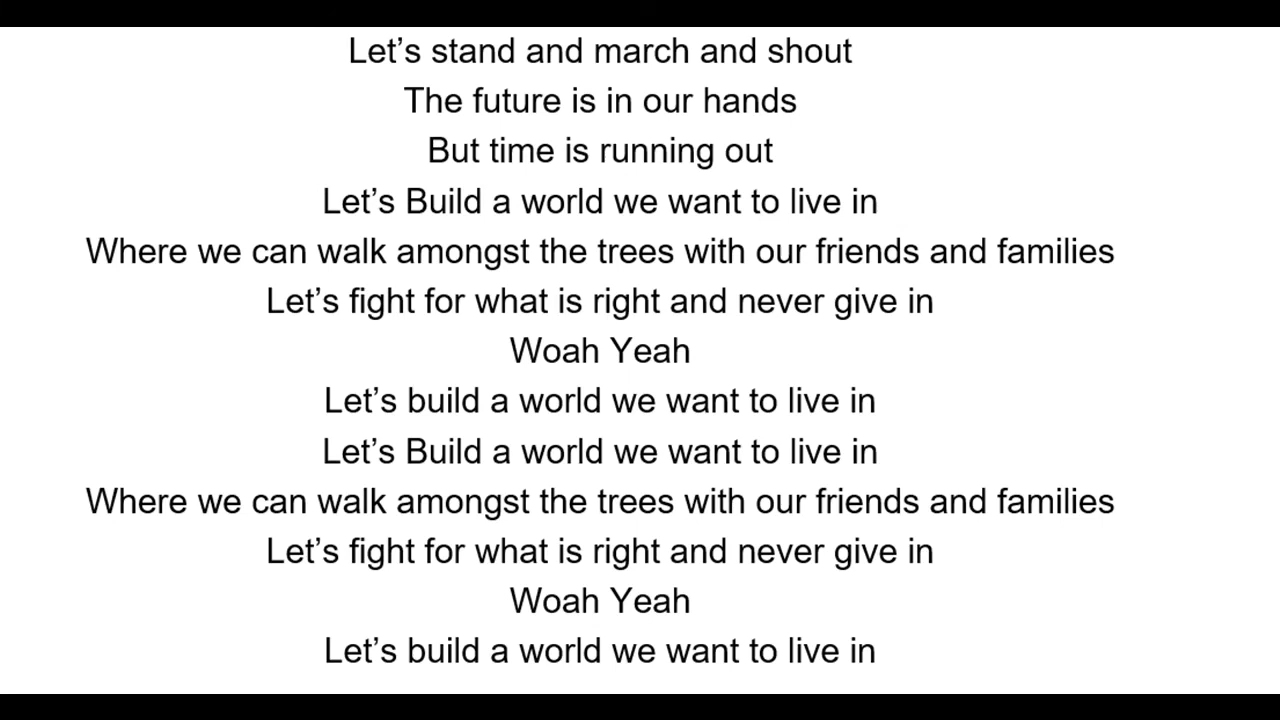 Let’s stand and march and shout
The future is in our hands
But time is running out
Let’s Build a world we want to live in
Where we can walk amongst the trees with our friends and families
Let’s fight for what is right and never give in
Woah Yeah
Let’s build a world we want to live in
Let’s Build a world we want to live in
Where we can walk amongst the trees with our friends and families
Let’s fight for what is right and never give in
Woah Yeah
Let’s build a world we want to live in